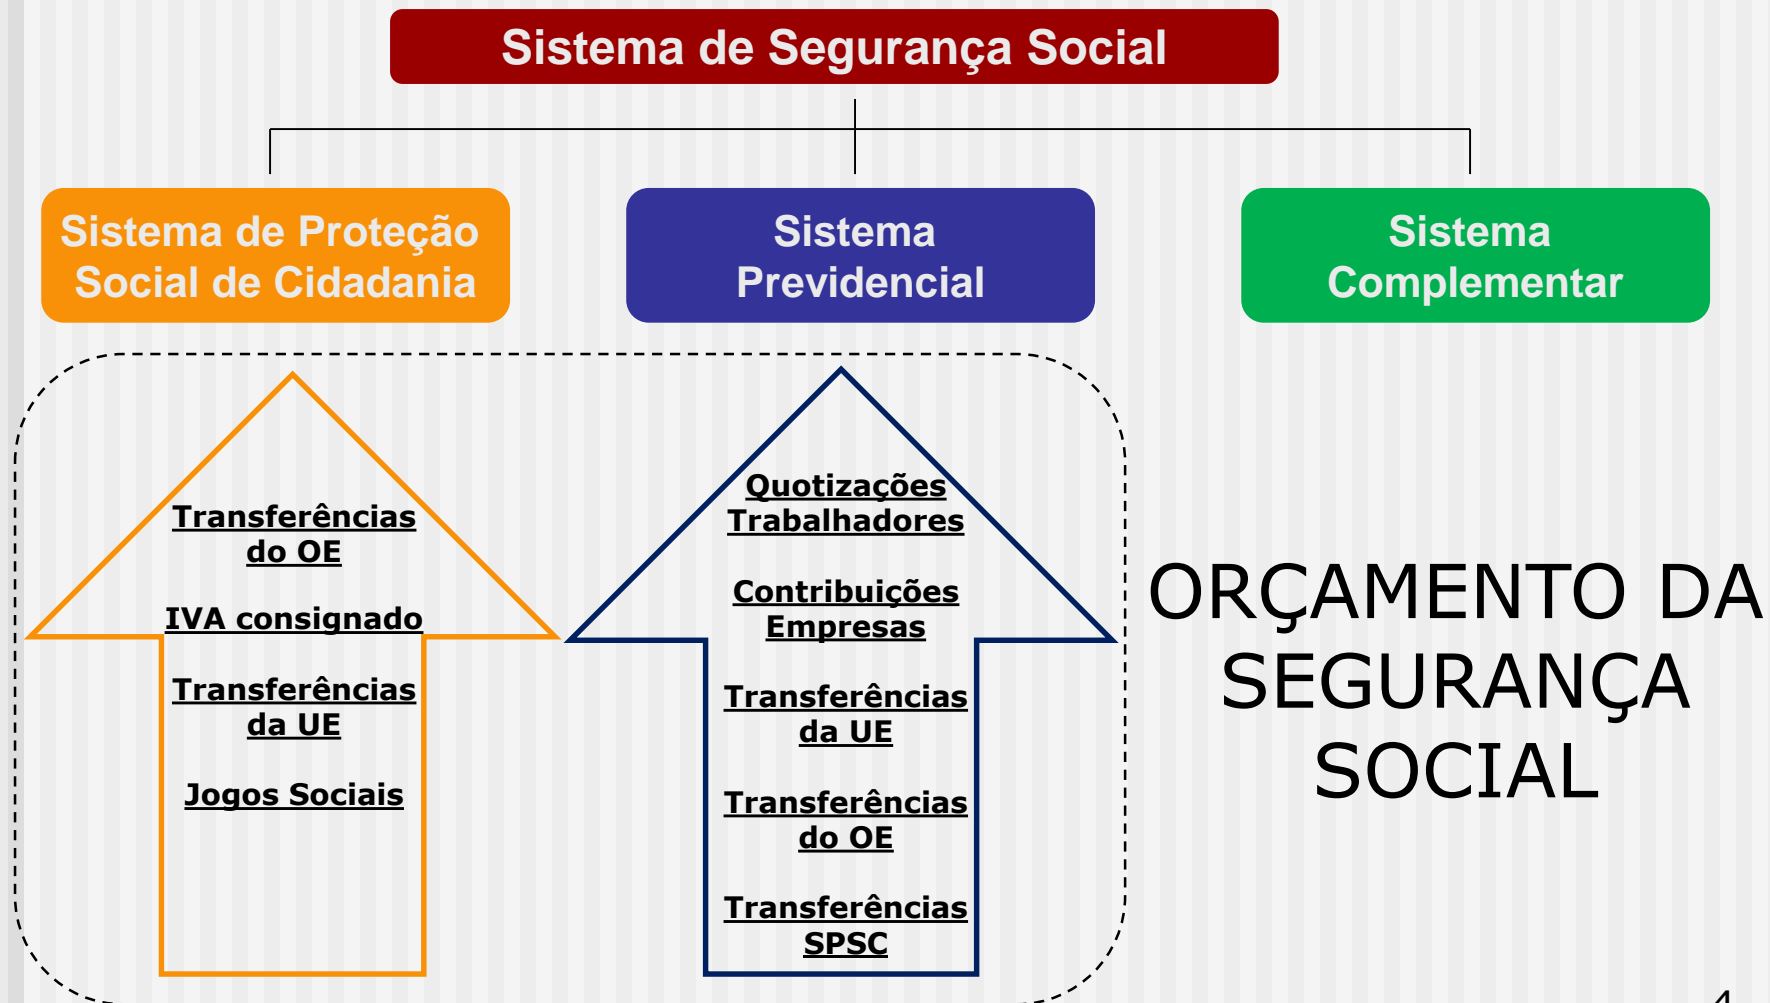 Sistema de Segurança Social
Sistema de Proteção
Social de Cidadania
Sistema
Previdencial
Sistema
Complementar
Transferências
do OE
IVA consignado
Transferências
da UE
Jogos Sociais
Quotizações
Trabalhadores
Contribuições
Empresas
Transferências
da UE
Transferências
do OE
Transferências
SPSC
ORÇAMENTO DA
SEGURANÇA
SOCIAL
4